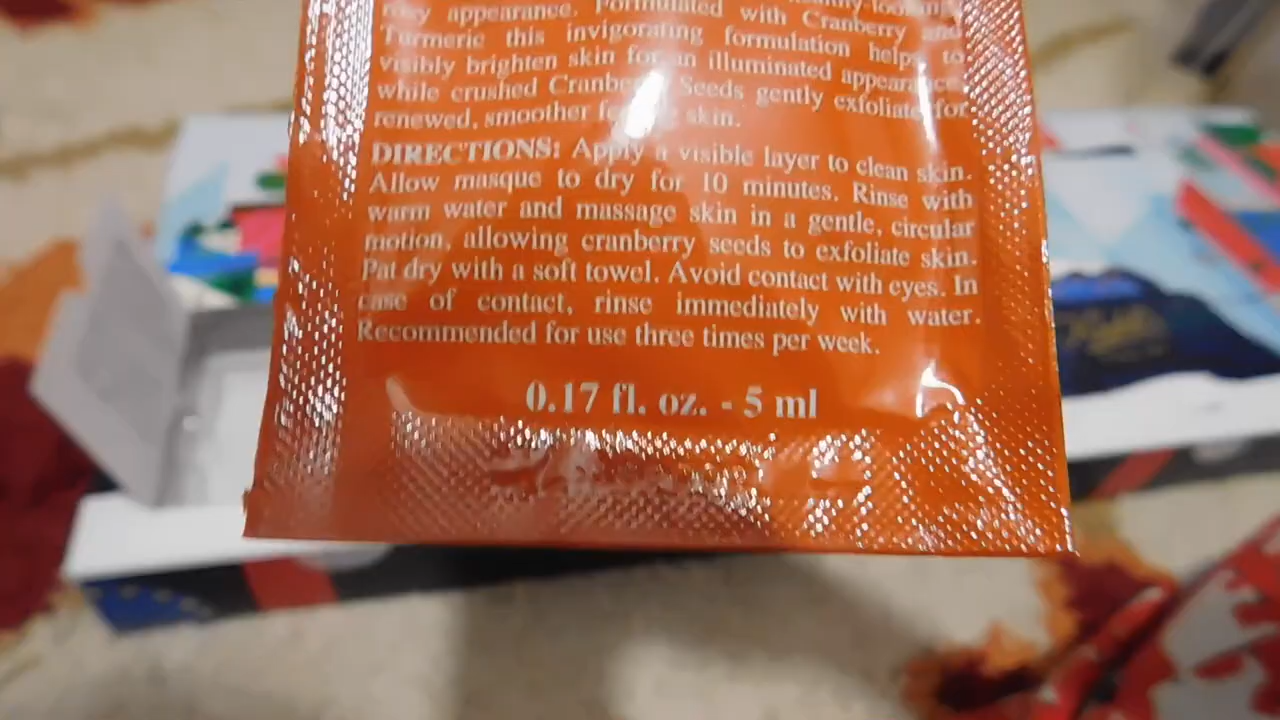 appearance. Formulated with Cranberry and
Turmeric this invigorating formulation helps to
visibly brighten skin for an illuminated appearance
while crushed Cranberry Seeds gently exfoliate for
renewed, smoother skin.
DIRECTIONS: Apply a visible layer to clean skin.
Allow masque to dry for 10 minutes. Rinse with
warm water and massage skin in a gentle, circular
motion, allowing cranberry seeds to exfoliate skin.
Pat dry with a soft towel. Avoid contact with eyes. In
case of contact, rinse immediately with water.
Recommended for use three times per week.
0.17 fl. oz. - 5 ml